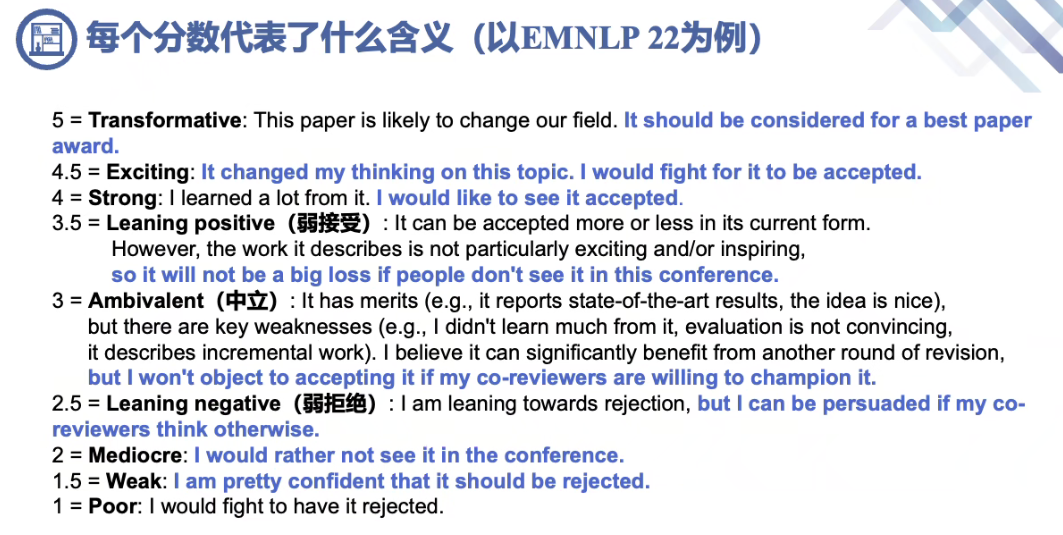 每个分数代表了什么含义（以EMNLP 22为例）
5 = Transformative: This paper is likely to change our field. It should be considered for a best paper
award.
4.5 = Exciting: It changed my thinking on this topic. I would fight for it to be accepted.
4 = Strong: I learned a lot from it. I would like to see it accepted.
3.5 = Leaning positive（弱接受）: It can be accepted more or less in its current form.
However, the work it describes is not particularly exciting and/or inspiring,
so it will not be a big loss if people don't see it in this conference.
3 = Ambivalent（中立）: It has merits (e.g., it reports state-of-the-art results, the idea is nice),
but there are key weaknesses (e.g., I didn't learn much from it, evaluation is not convincing,
it describes incremental work). I believe it can significantly benefit from another round of revision,
but I won't object to accepting it if my co-reviewers are willing to champion it.
2.5 = Leaning negative（弱拒绝）: I am leaning towards rejection, but I can be persuaded if my co-
reviewers think otherwise.
2 = Mediocre: I would rather not see it in the conference.
1.5 = Weak: I am pretty confident that it should be rejected.
1 = Poor: I would fight to have it rejected.